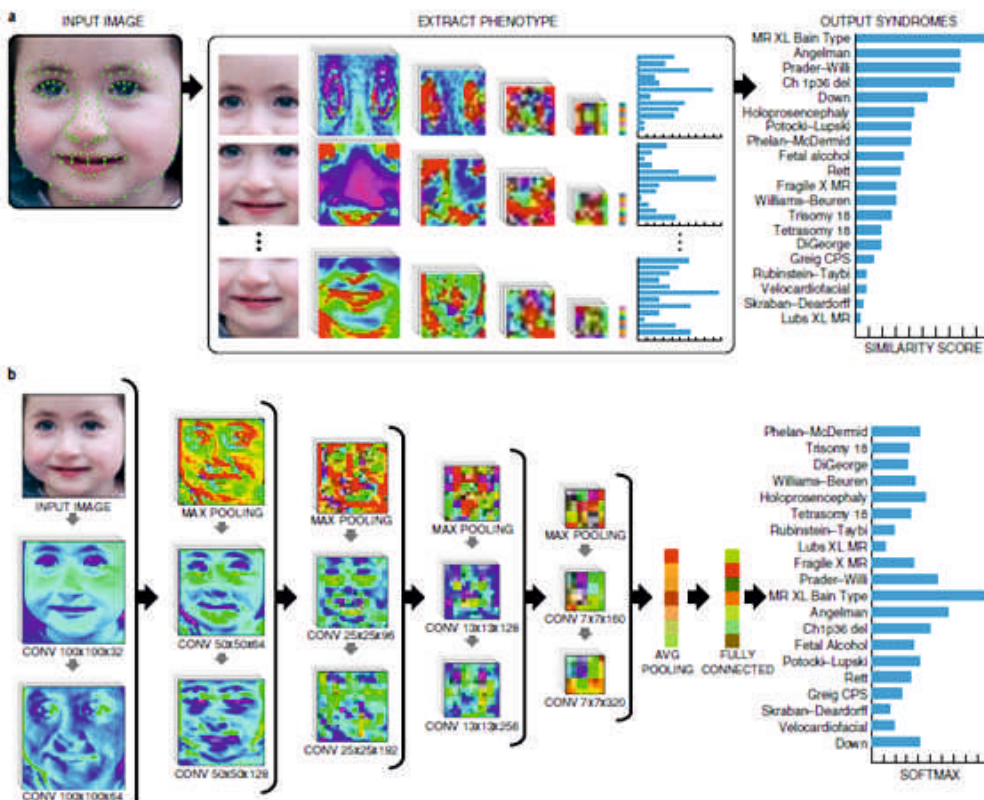 a
INPUT IMAGE
EXTRACT PHENOTYPE
OUTPUT SYNDROMES
MR XL Bain Type
Angelman
Prader–Willi
Ch 1p36 del
Down
Holoprosencephaly
Potocki–Lupski
Phelan–McDermid
Fetal alcohol
Rett
Fragile X MR
Williams–Beuren
Trisomy 18
Tetrasomy 18
DiGeorge
Greig CPS
Rubinstein–Taybi
Velocardiofacial
Skraban–Deardorff
Lubs XL MR
SIMILARITY SCORE
b
INPUT IMAGE
CONV 100x100x32
CONV 100x100x64
MAX POOLING
CONV 50x50x64
CONV 50x50x128
MAX POOLING
CONV 25x25x96
CONV 25x25x192
MAX POOLING
CONV 13x13x128
CONV 13x13x256
MAX POOLING
CONV 7x7x160
CONV 7x7x320
AVG
POOLING
FULLY
CONNECTED
Phelan–McDermid
Trisomy 18
DiGeorge
Williams–Beuren
Holoprosencephaly
Tetrasomy 18
Rubinstein–Taybi
Lubs XL MR
Fragile X MR
Prader–Willi
MR XL Bain Type
Angelman
Ch1p36 del
Fetal Alcohol
Potocki–Lupski
Rett
Greig CPS
Skraban–Deardorff
Velocardiofacial
Down
SOFTMAX